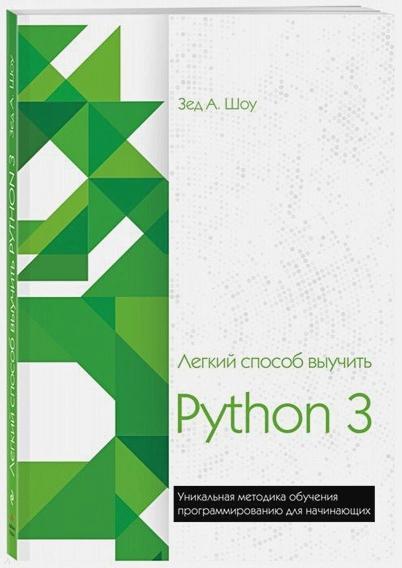 Зед А. Шоу
Легкий способ выучить
Python 3
Уникальная методика обучения
программированию для начинающих
Легкий способ выучить PYTHON 3
Зед А. Шоу